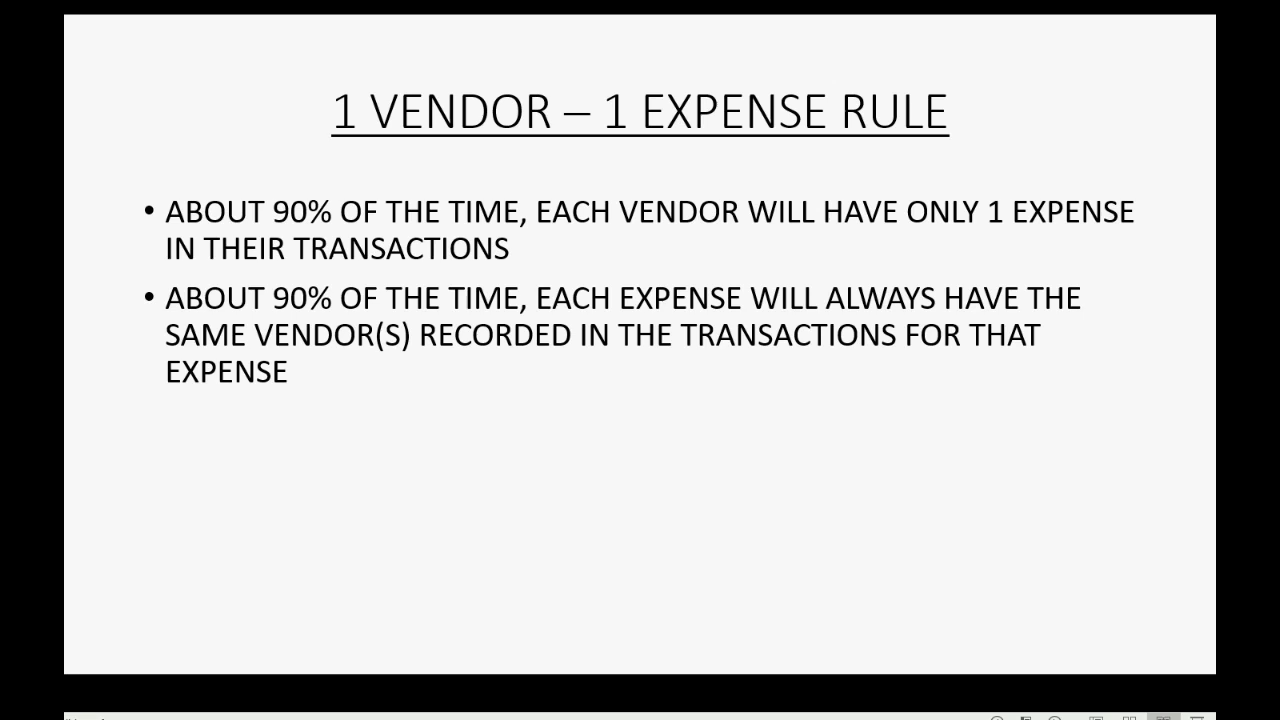 1 VENDOR – 1 EXPENSE RULE
• ABOUT 90% OF THE TIME, EACH VENDOR WILL HAVE ONLY 1 EXPENSE
IN THEIR TRANSACTIONS
• ABOUT 90% OF THE TIME, EACH EXPENSE WILL ALWAYS HAVE THE
SAME VENDOR(S) RECORDED IN THE TRANSACTIONS FOR THAT
EXPENSE